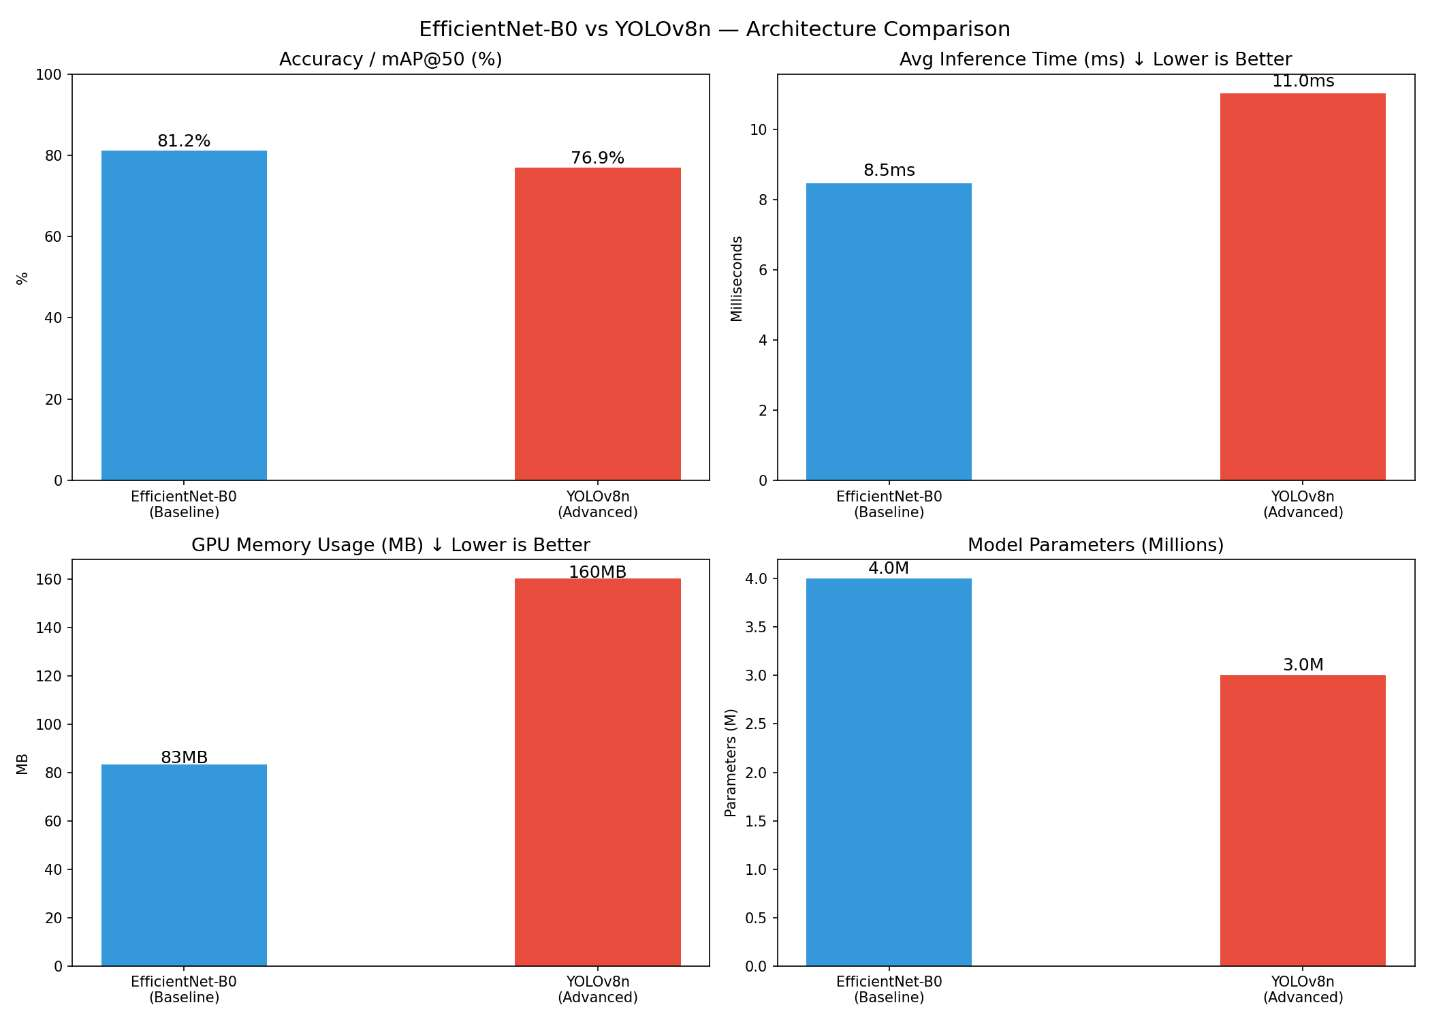 EfficientNet-B0 vs YOLOv8n — Architecture Comparison
Accuracy / mAP@50 (%)
100
80
60
40
20
0
%
81.2%
76.9%
EfficientNet-B0
(Baseline)
YOLOv8n
(Advanced)
Avg Inference Time (ms) ↓ Lower is Better
10
8
6
4
2
0
Milliseconds
8.5ms
11.0ms
EfficientNet-B0
(Baseline)
YOLOv8n
(Advanced)
GPU Memory Usage (MB) ↓ Lower is Better
160
140
120
100
80
60
40
20
0
MB
83MB
160MB
EfficientNet-B0
(Baseline)
YOLOv8n
(Advanced)
Model Parameters (Millions)
4.0
3.5
3.0
2.5
2.0
1.5
1.0
0.5
0.0
Parameters (M)
4.0M
3.0M
EfficientNet-B0
(Baseline)
YOLOv8n
(Advanced)